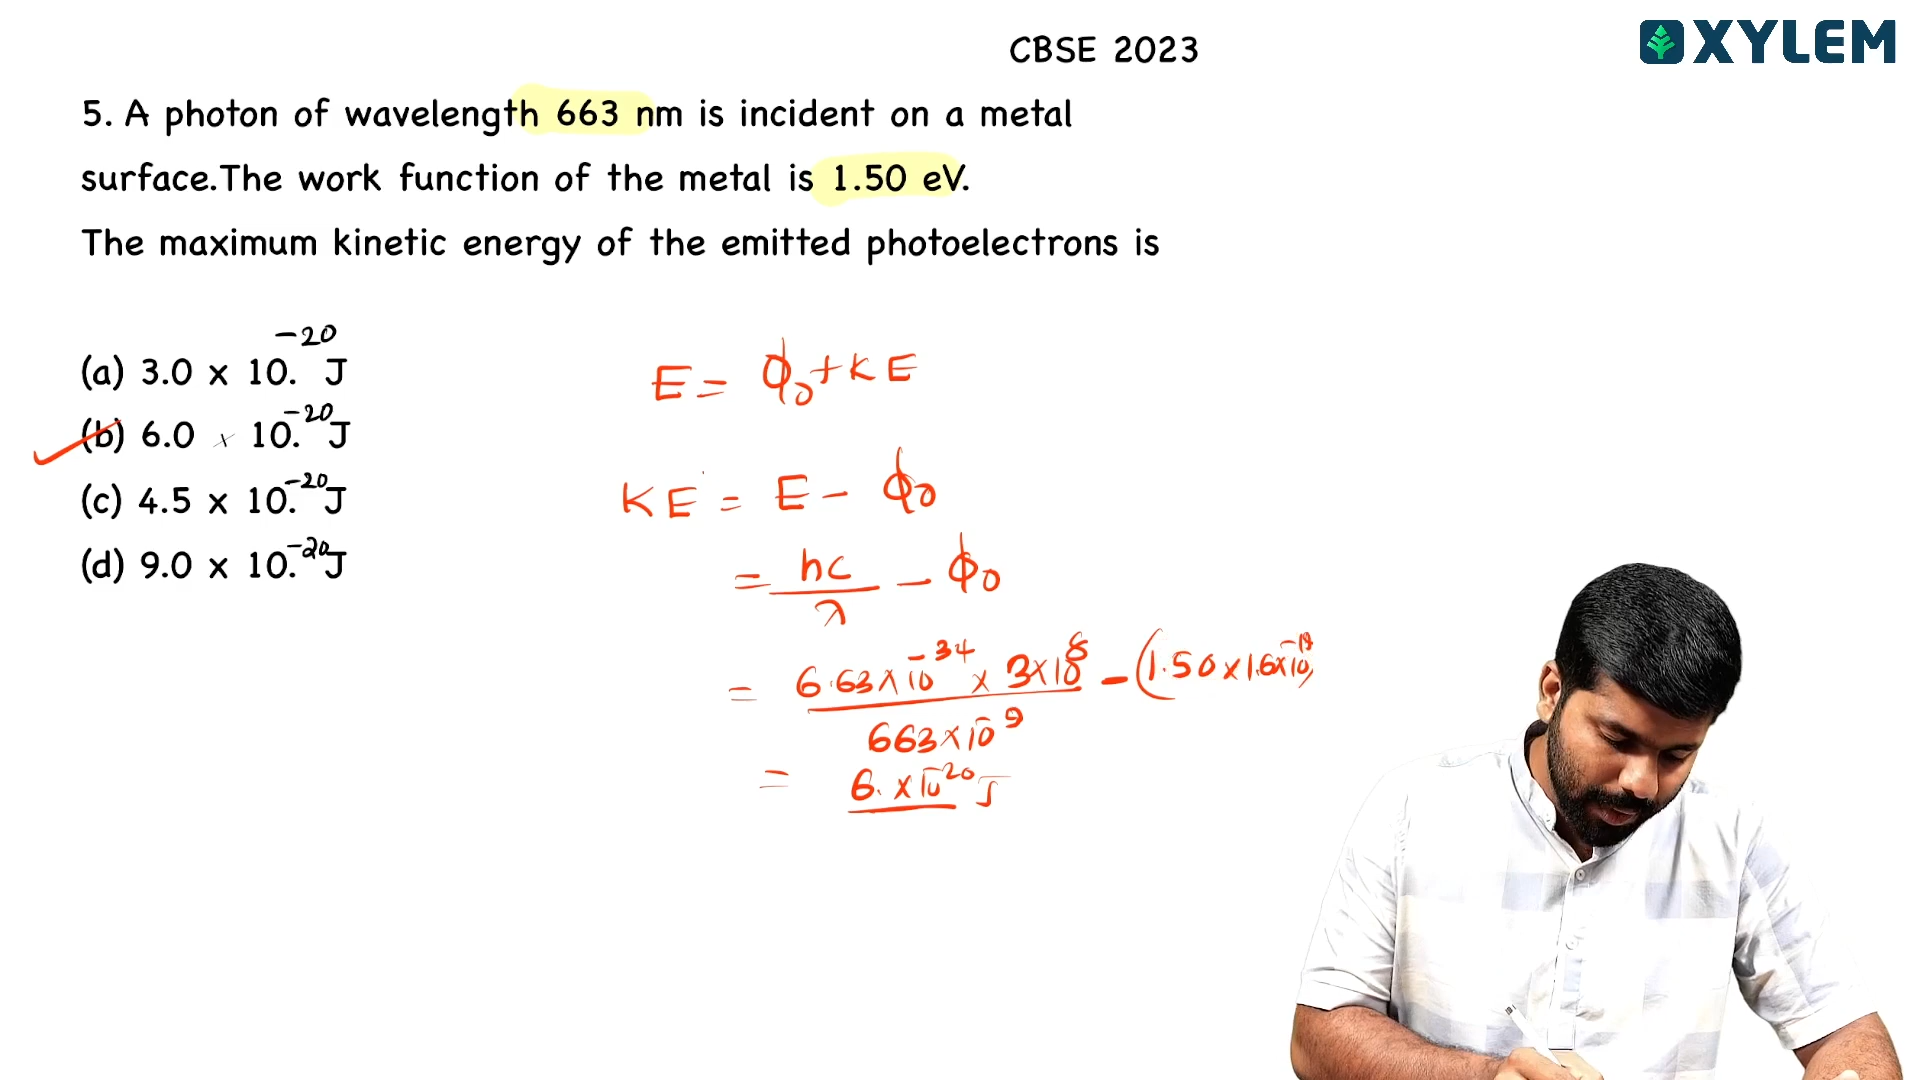 CBSE 2023
XYLEM
5. A photon of wavelength 663 nm is incident on a metal
surface.The work function of the metal is 1.50 eV.
The maximum kinetic energy of the emitted photoelectrons is
(a) 3.0 x 10.⁻²⁰ J
(b) 6.0 x 10.⁻²⁰ J
(c) 4.5 x 10.⁻²⁰ J
(d) 9.0 x 10.⁻²⁰ J
E = ϕ₀ + KE
KE = E - ϕ₀
= hc/λ - ϕ₀
= 6.63 x 10⁻³⁴ x 3 x 10⁸ / 663 x 10⁻⁹ - (1.50 x 1.6 x 10⁻¹⁹)
= 6. x 10⁻²⁰ J